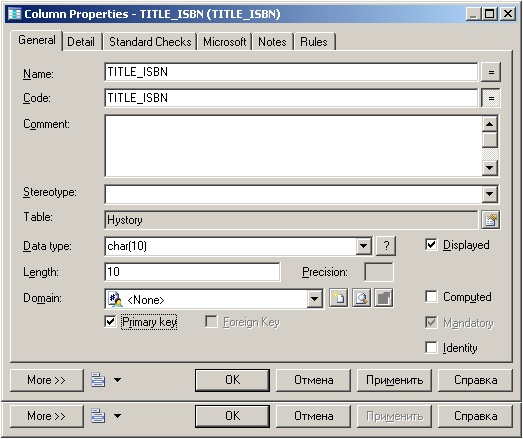 Column Properties - TITLE_ISBN (TITLE_ISBN)
General Detail Standard Checks Microsoft Notes Rules
Name: TITLE_ISBN =
Code: TITLE_ISBN =
Comment:
Stereotype:
Table: Hystory
Data type: char(10) ? Displayed
Length: 10 Precision:
Domain: <None> Computed
Primary key Foreign Key Mandatory
Identity
More >> OK Отмена Применить Справка
More >> OK Отмена Применить Справка